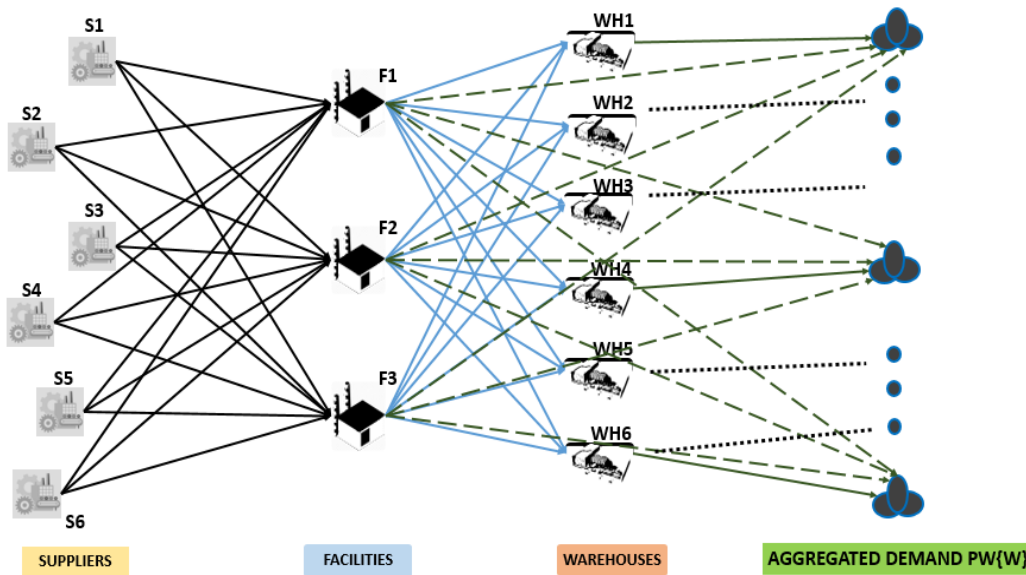 S1
S2
S3
S4
S5
S6
F1
F2
F3
WH1
WH2
WH3
WH4
WH5
WH6
SUPPLIERS
FACILITIES
WAREHOUSES
AGGREGATED DEMAND PW{W}